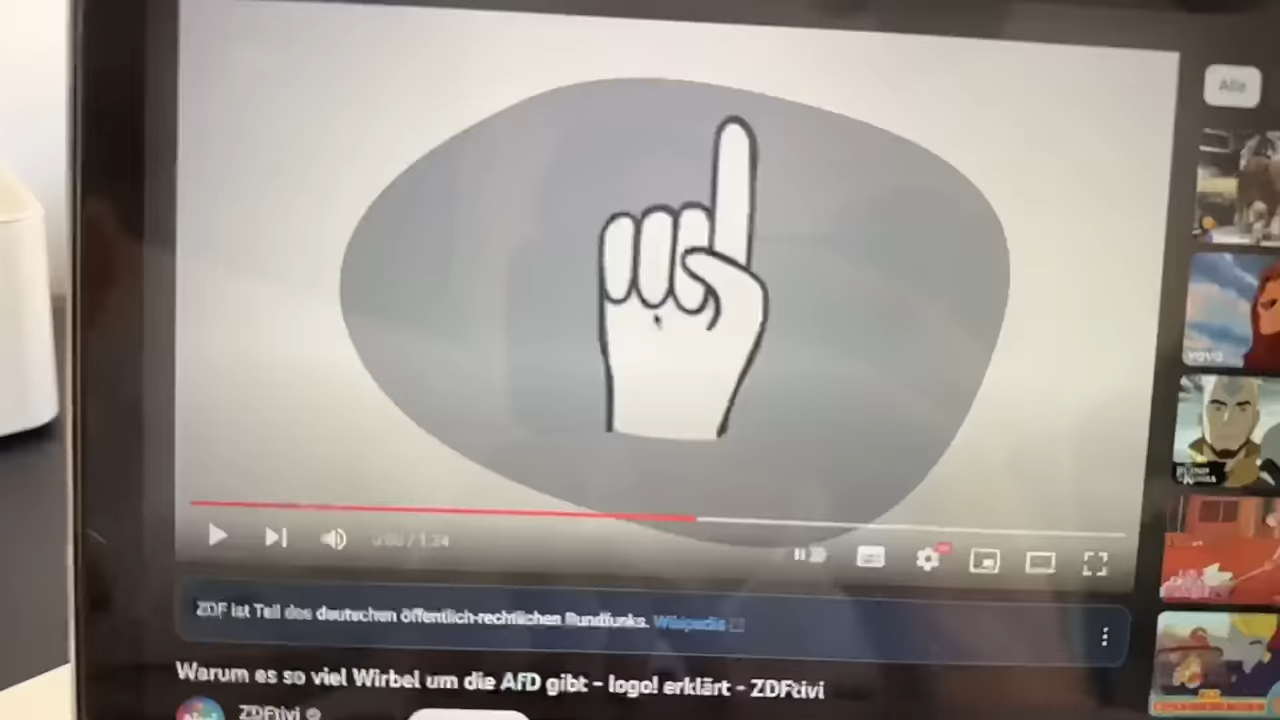 Alle
ZDF ist Teil des deutschen öffentlich-rechtlichen Rundfunks. Wikipedia
Warum es so viel Wirbel um die AfD gibt - logo! erklärt - ZDFtivi
ZDFtivi